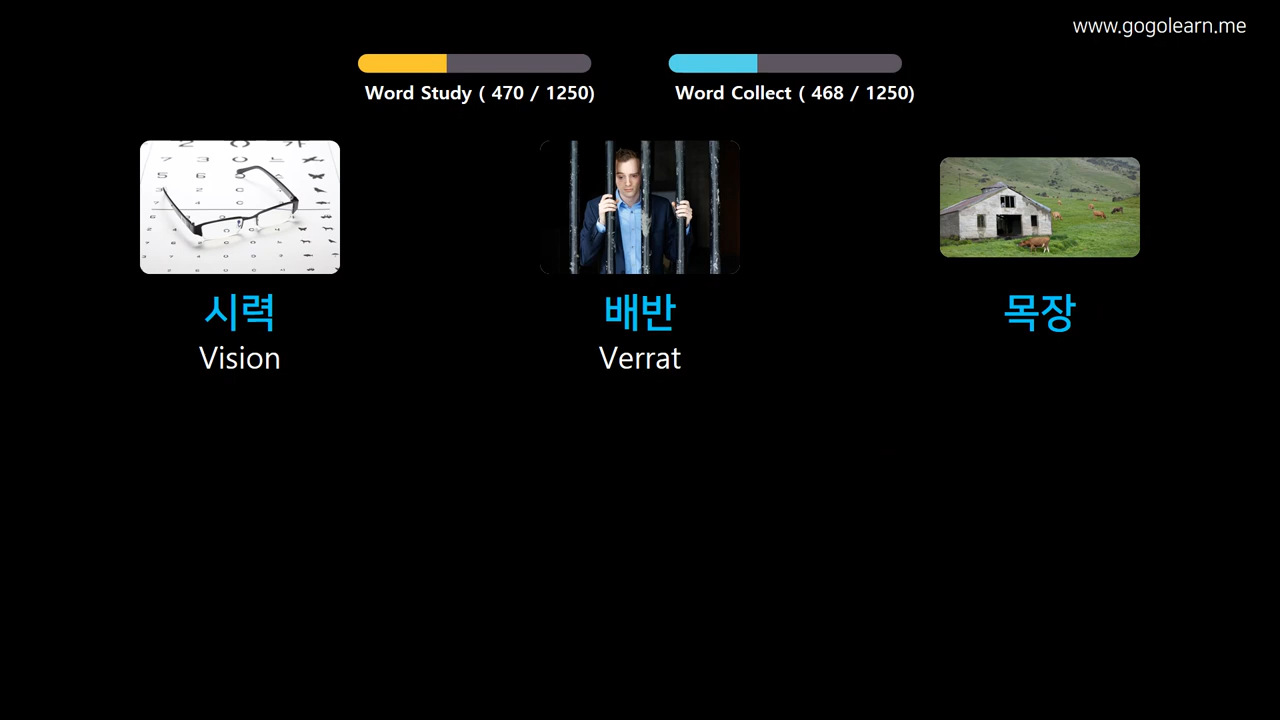 www.gogolearn.me
Word Study ( 470 / 1250)
Word Collect ( 468 / 1250)
시력
Vision
배반
Verrat
목장